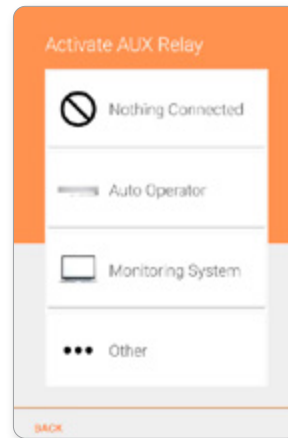 Activate AUX Relay
Nothing Connected
Auto Operator
Monitoring System
Other
BACK